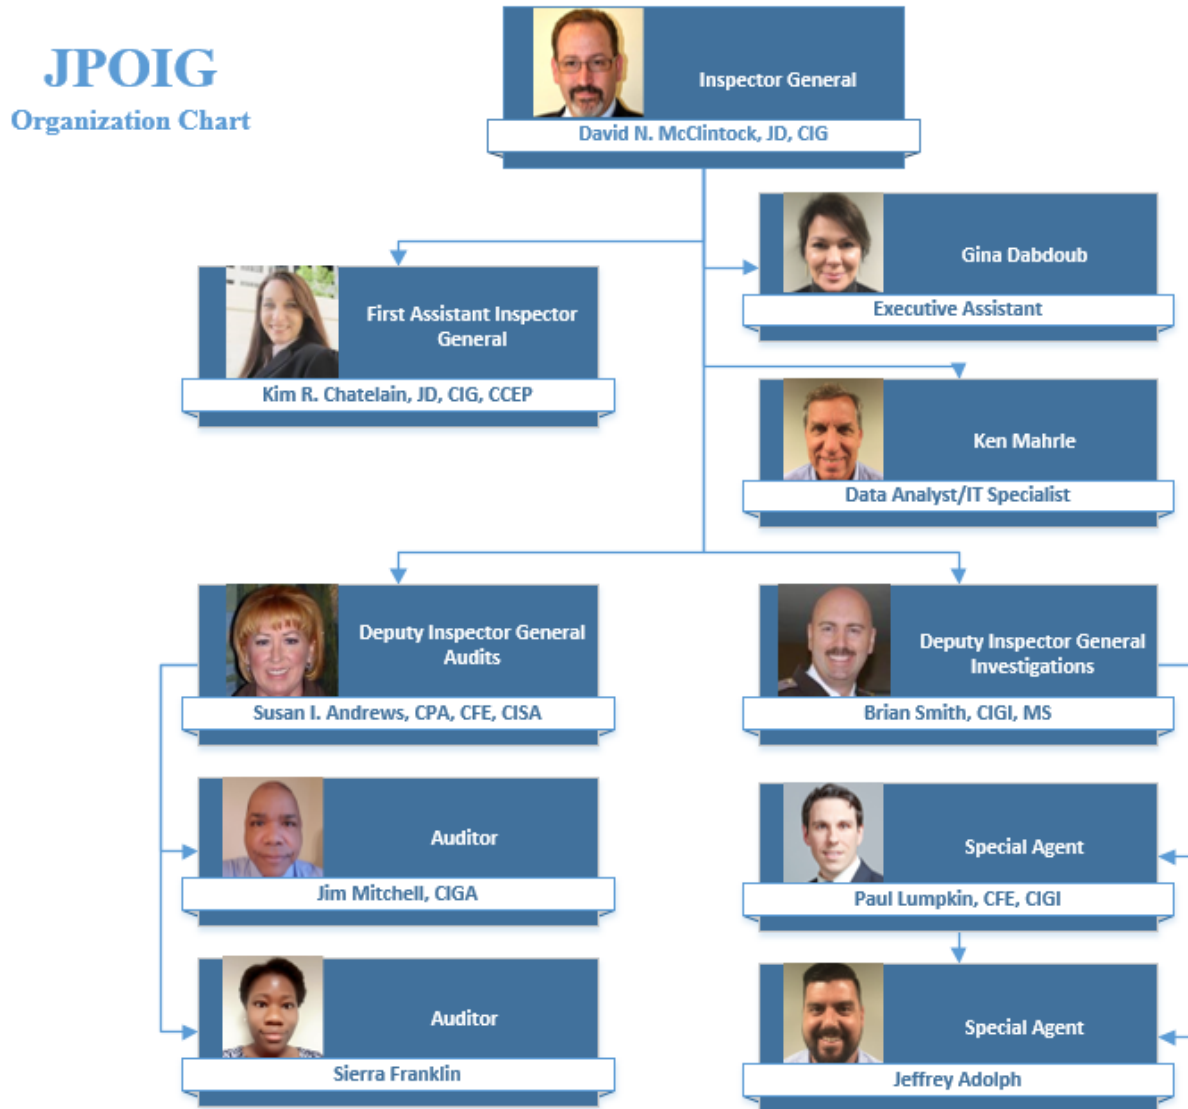 JPOIG
Organization Chart
Inspector General
David N. McClintock, JD, CIG
Gina Dabdoub
Executive Assistant
First Assistant Inspector
General
Kim R. Chatelain, JD, CIG, CCEP
Ken Mahrle
Data Analyst/IT Specialist
Deputy Inspector General
Audits
Susan I. Andrews, CPA, CFE, CISA
Deputy Inspector General
Investigations
Brian Smith, CIGI, MS
Auditor
Jim Mitchell, CIGA
Special Agent
Paul Lumpkin, CFE, CIGI
Auditor
Sierra Franklin
Special Agent
Jeffrey Adolph